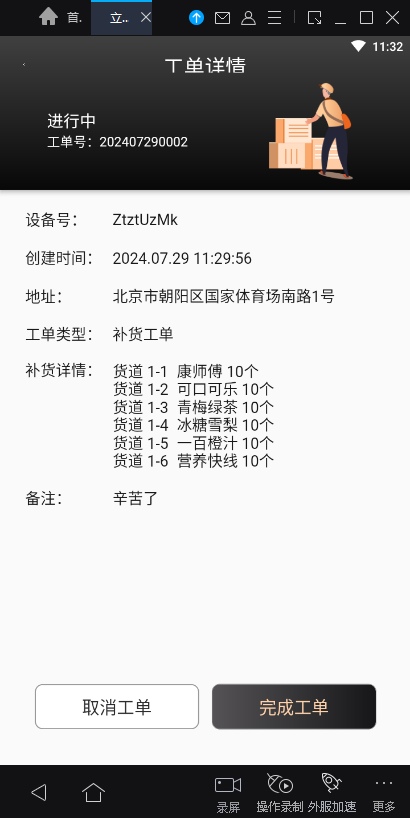 首.
立..
11:32
工单详情
进行中
工单号：202407290002
设备号： ZtztUzMk
创建时间： 2024.07.29 11:29:56
地址： 北京市朝阳区国家体育场南路1号
工单类型： 补货工单
补货详情： 货道 1-1 康师傅 10个
货道 1-2 可口可乐 10个
货道 1-3 青梅绿茶 10个
货道 1-4 冰糖雪梨 10个
货道 1-5 一百橙汁 10个
货道 1-6 营养快线 10个
备注： 辛苦了
取消工单 完成工单
录屏 操作录制 外服加速 更多